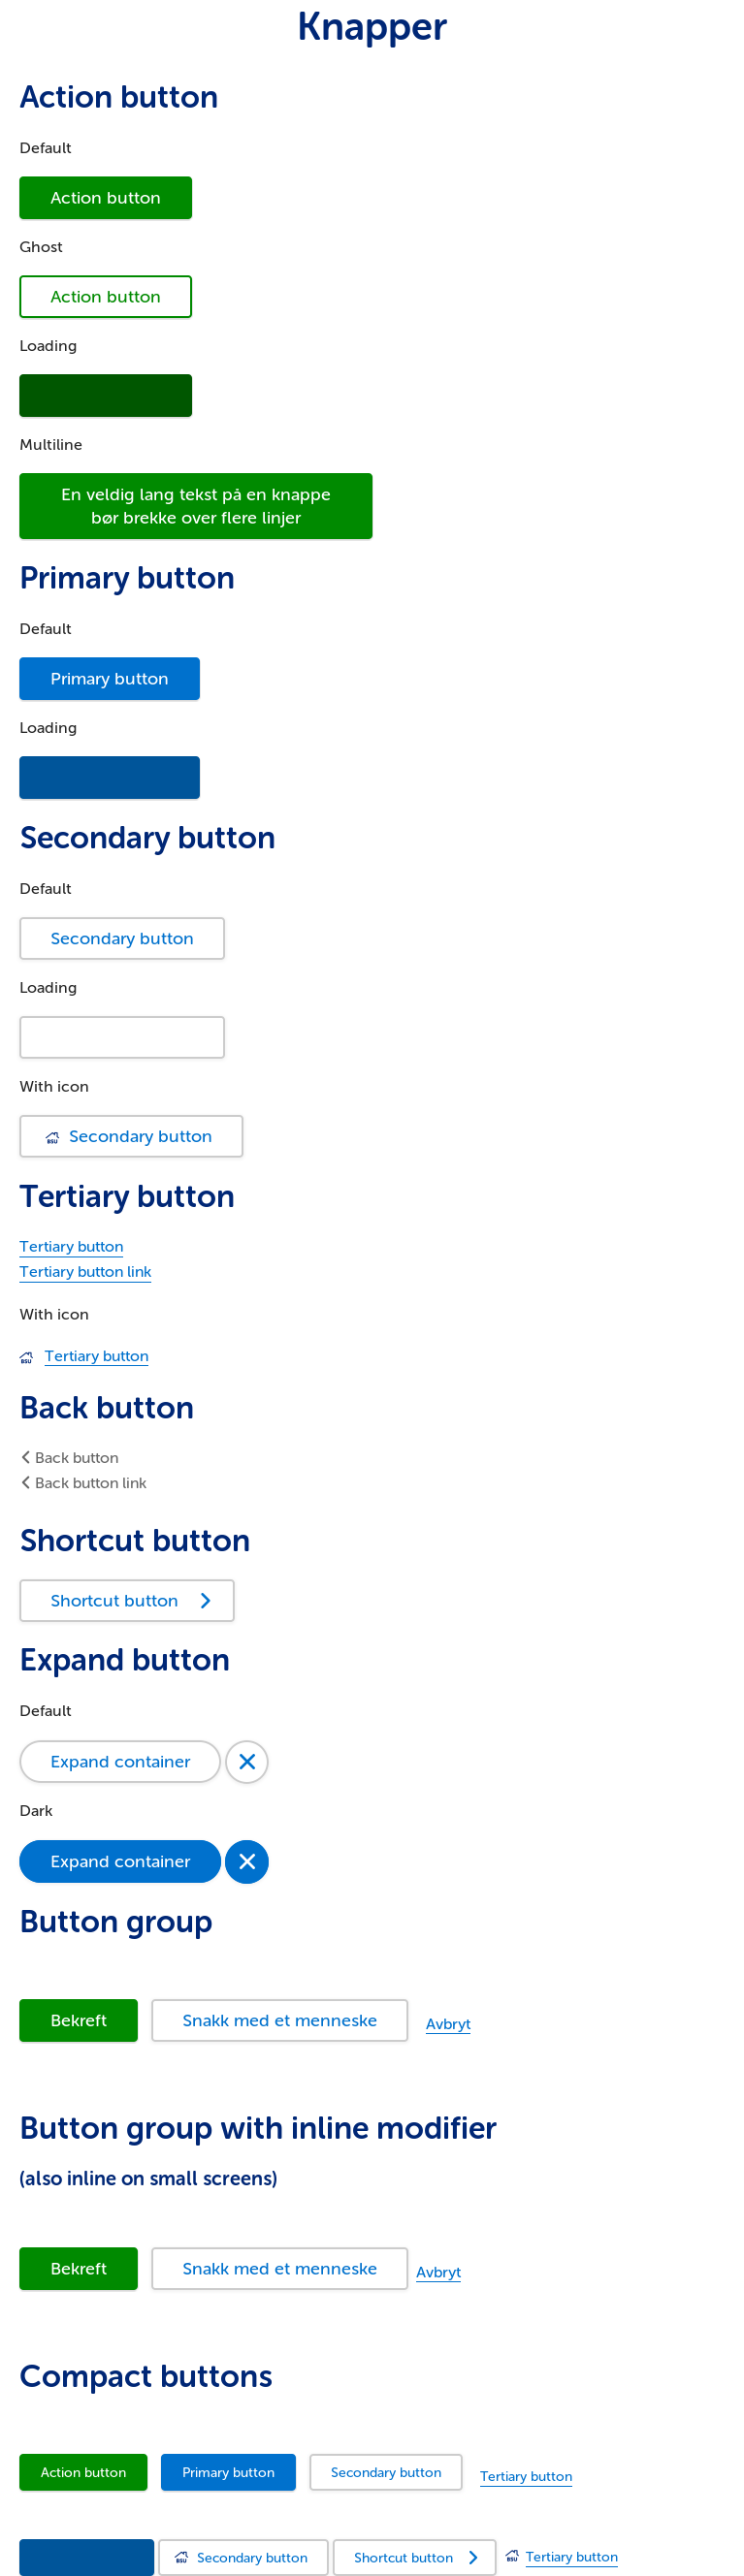 Knapper
Action button
Default
Action button
Ghost
Action button
Loading
Multiline
En veldig lang tekst på en knappe
bør brekke over flere linjer
Primary button
Default
Primary button
Loading
Secondary button
Default
Secondary button
Loading
With icon
BSU Secondary button
Tertiary button
Tertiary button
Tertiary button link
With icon
BSU Tertiary button
Back button
Back button
Back button link
Shortcut button
Shortcut button
Expand button
Default
Expand container
Dark
Expand container
Button group
Bekreft Snakk med et menneske Avbryt
Button group with inline modifier
(also inline on small screens)
Bekreft Snakk med et menneske Avbryt
Compact buttons
Action button Primary button Secondary button Tertiary button
BSU Secondary button Shortcut button BSU Tertiary button